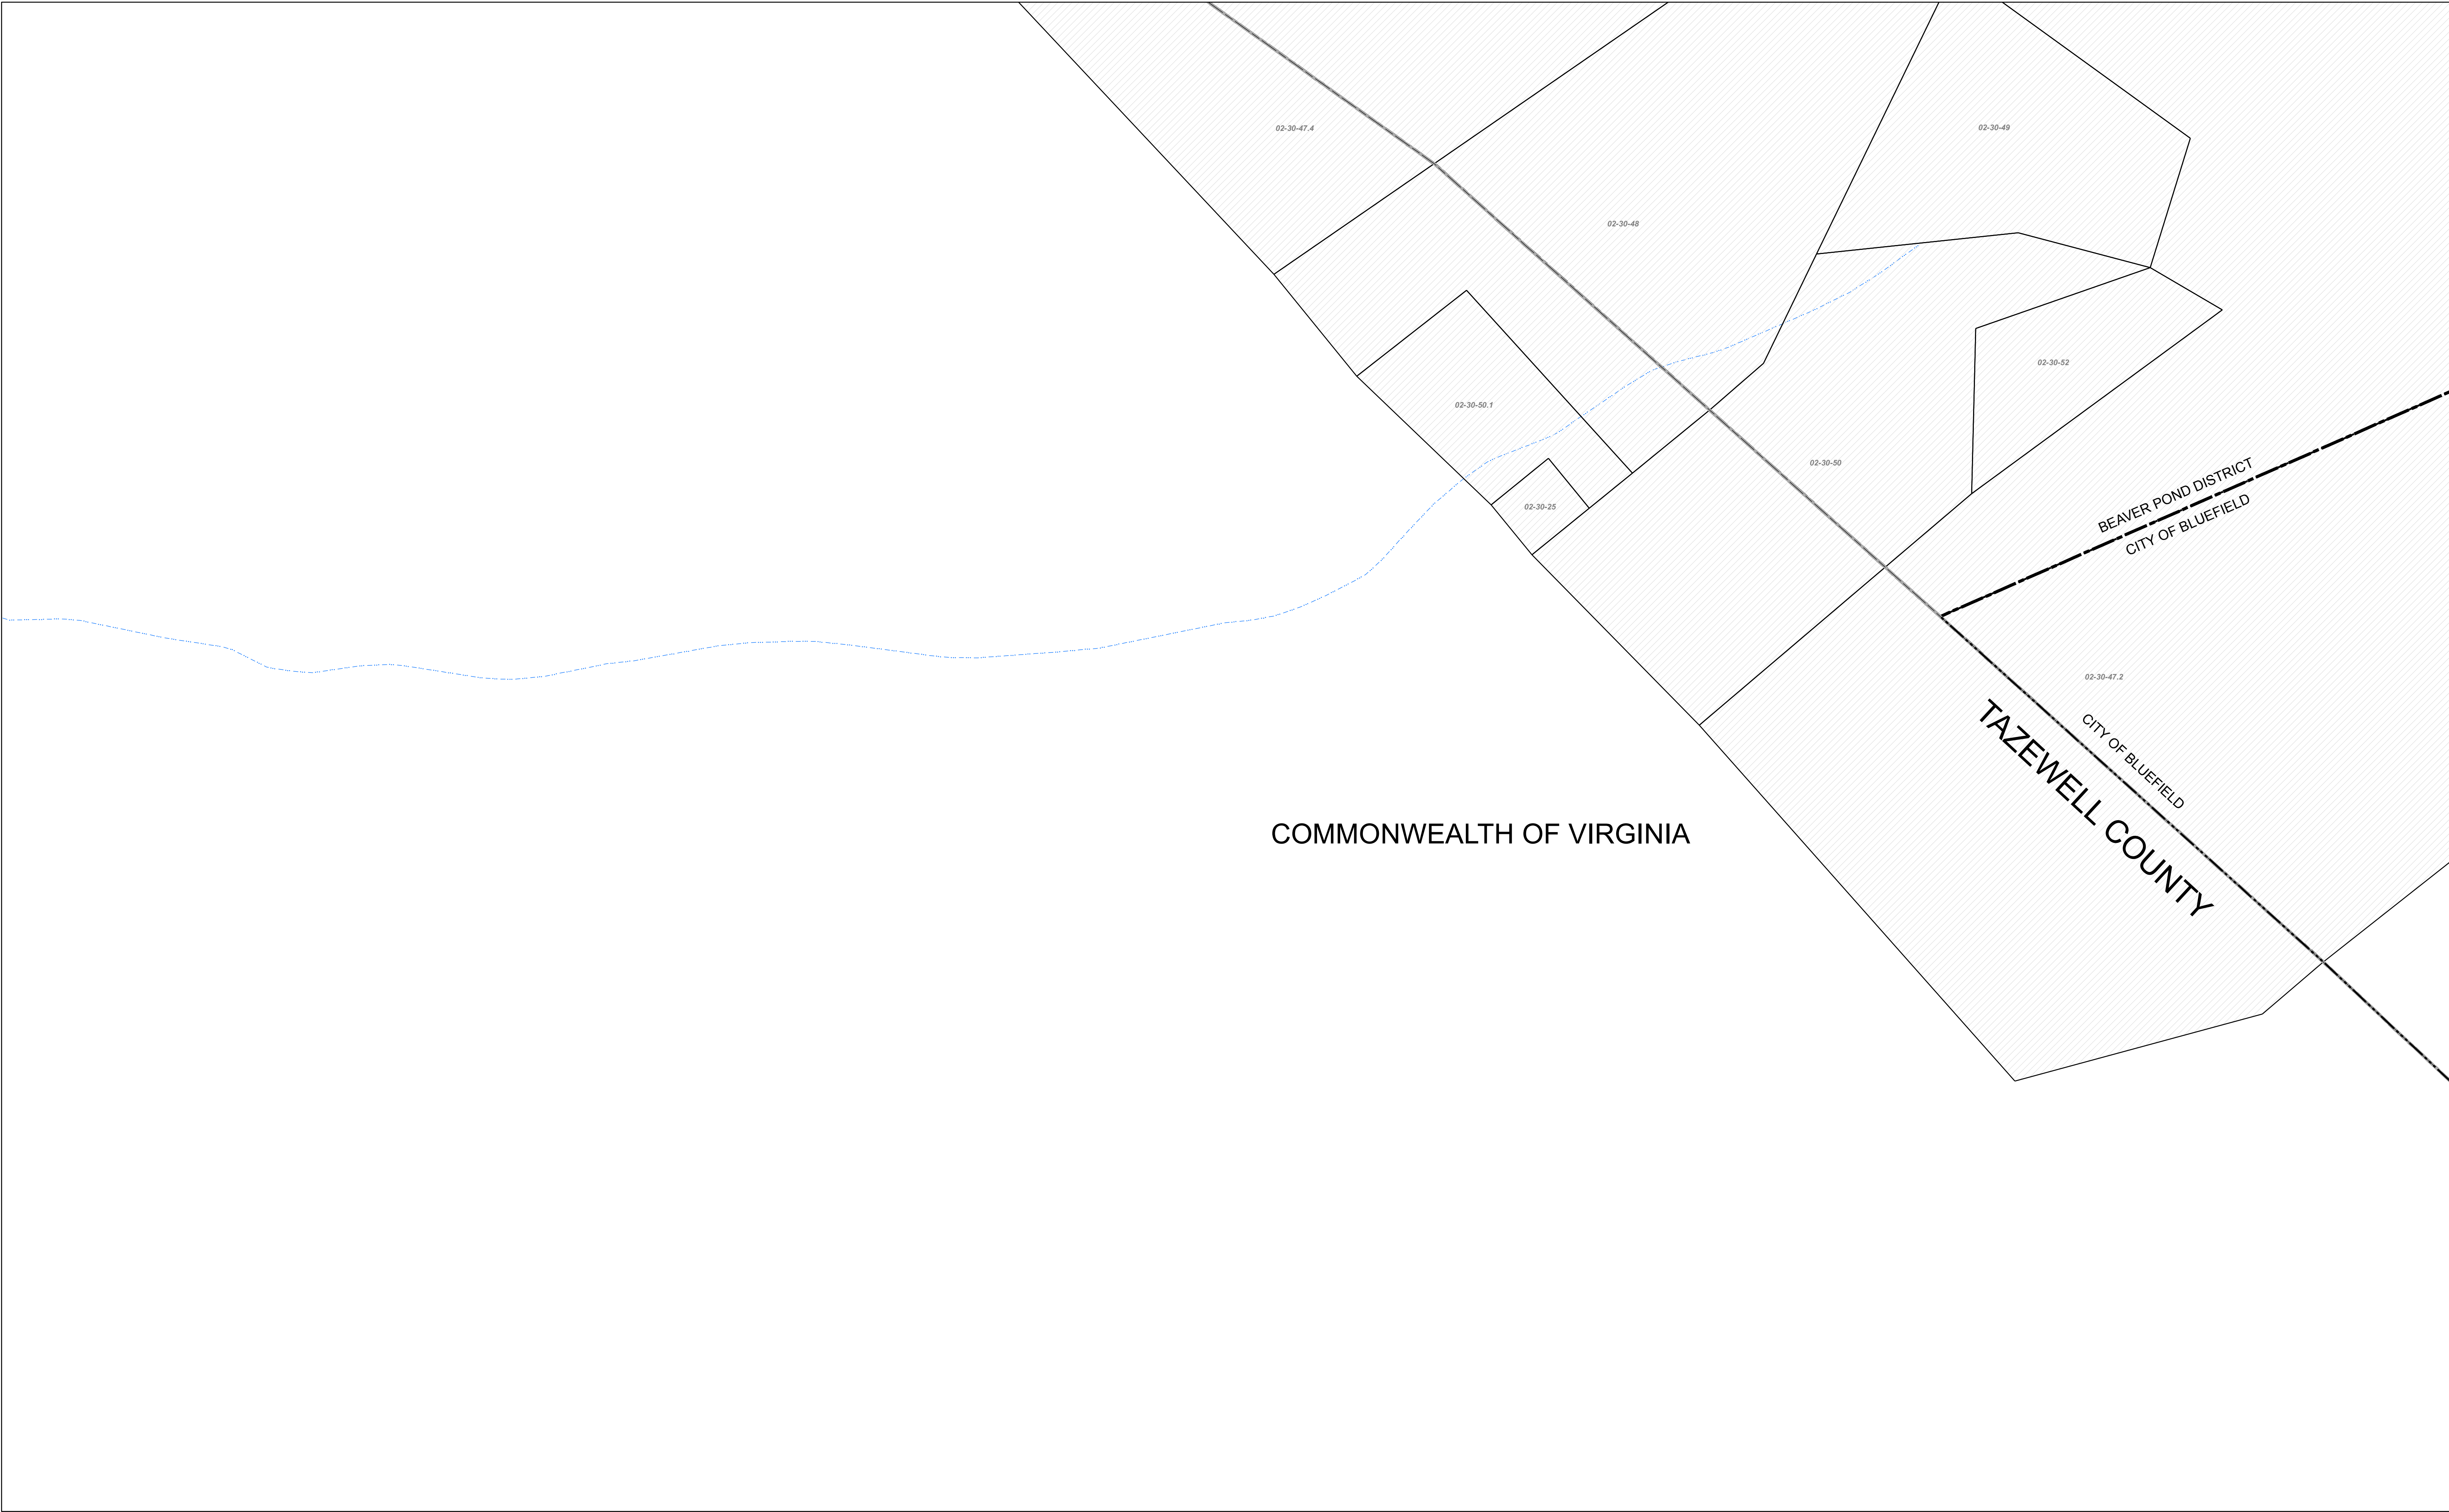 02-30-47.4
02-30-49
02-30-48
02-30-52
02-30-50.1
02-30-50
BEAVER POND DISTRICT
CITY OF BLUEFIELD
02-30-25
02-30-47.2
CITY OF BLUEFIELD
TAZEWELL COUNTY
COMMONWEALTH OF VIRGINIA